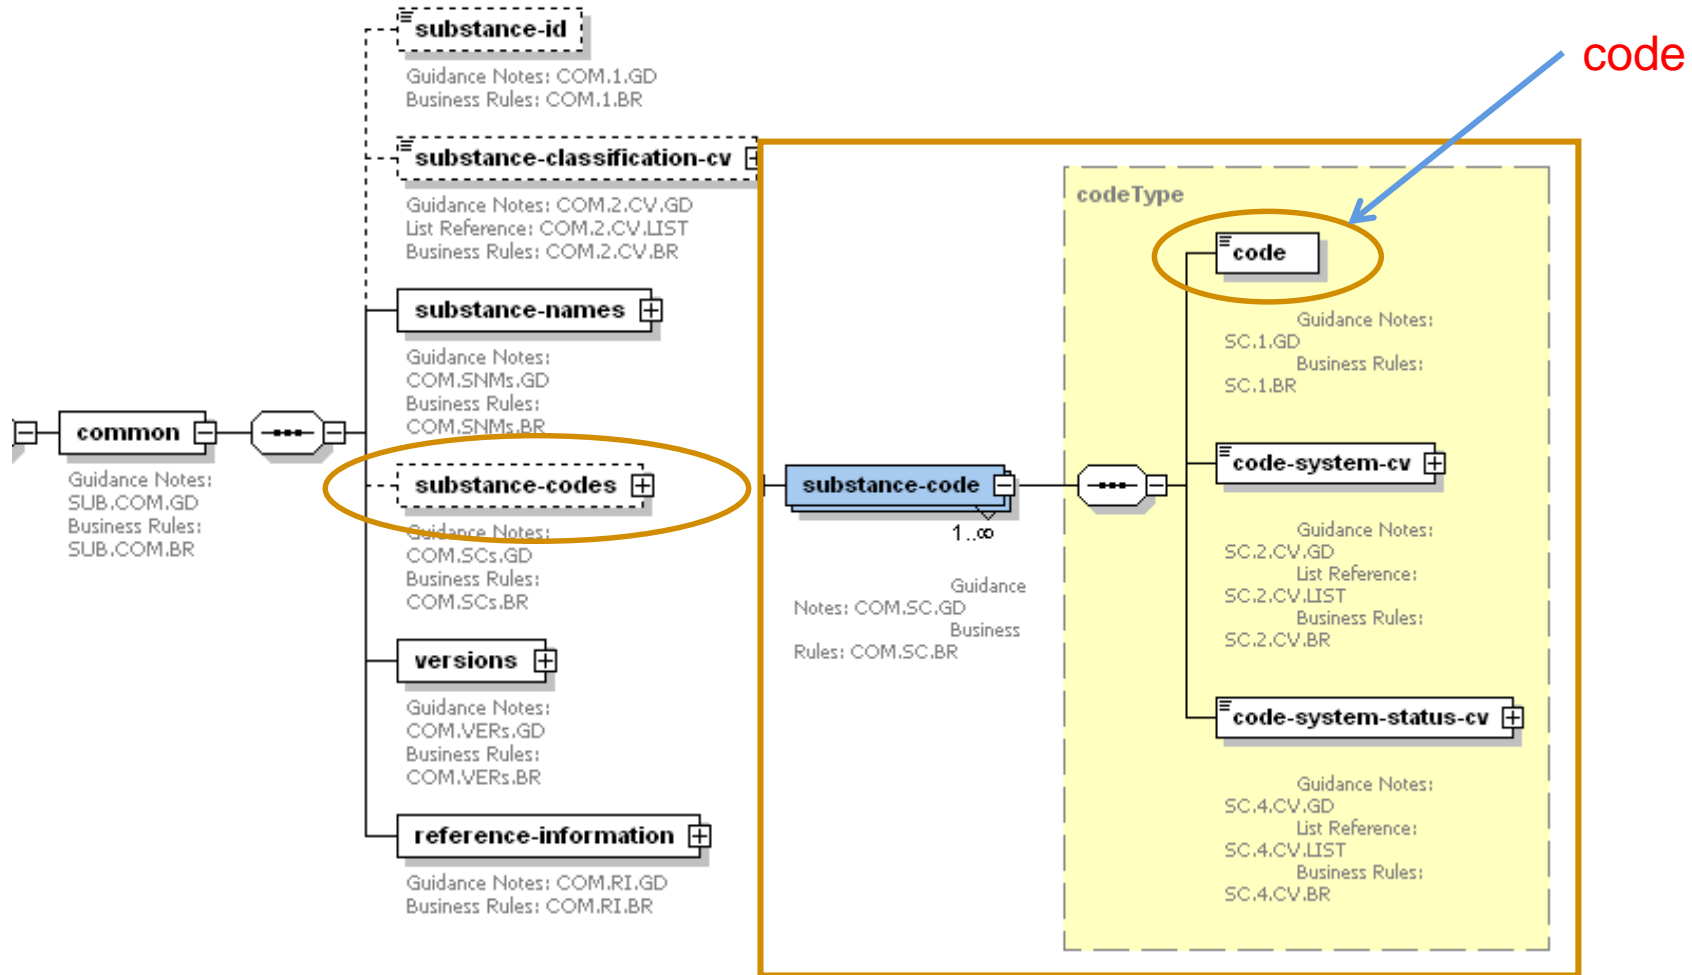 substance-id
Guidance Notes: COM.1.GD
Business Rules: COM.1.BR
substance-classification-cv
Guidance Notes: COM.2.CV.GD
List Reference: COM.2.CV.LIST
Business Rules: COM.2.CV.BR
substance-names
Guidance Notes:
COM.SNMs.GD
Business Rules:
COM.SNMs.BR
common
Guidance Notes:
SUB.COM.GD
Business Rules:
SUB.COM.BR
substance-codes
Guidance Notes:
COM.SCs.GD
Business Rules:
COM.SCs.BR
versions
Guidance Notes:
COM.VERs.GD
Business Rules:
COM.VERs.BR
reference-information
Guidance Notes: COM.RI.GD
Business Rules: COM.RI.BR
substance-code
1..∞
Guidance
Notes: COM.SC.GD
Business
Rules: COM.SC.BR
code
codeType
code
Guidance Notes:
SC.1.GD
Business Rules:
SC.1.BR
code-system-cv
Guidance Notes:
SC.2.CV.GD
List Reference:
SC.2.CV.LIST
Business Rules:
SC.2.CV.BR
code-system-status-cv
Guidance Notes:
SC.4.CV.GD
List Reference:
SC.4.CV.LIST
Business Rules:
SC.4.CV.BR